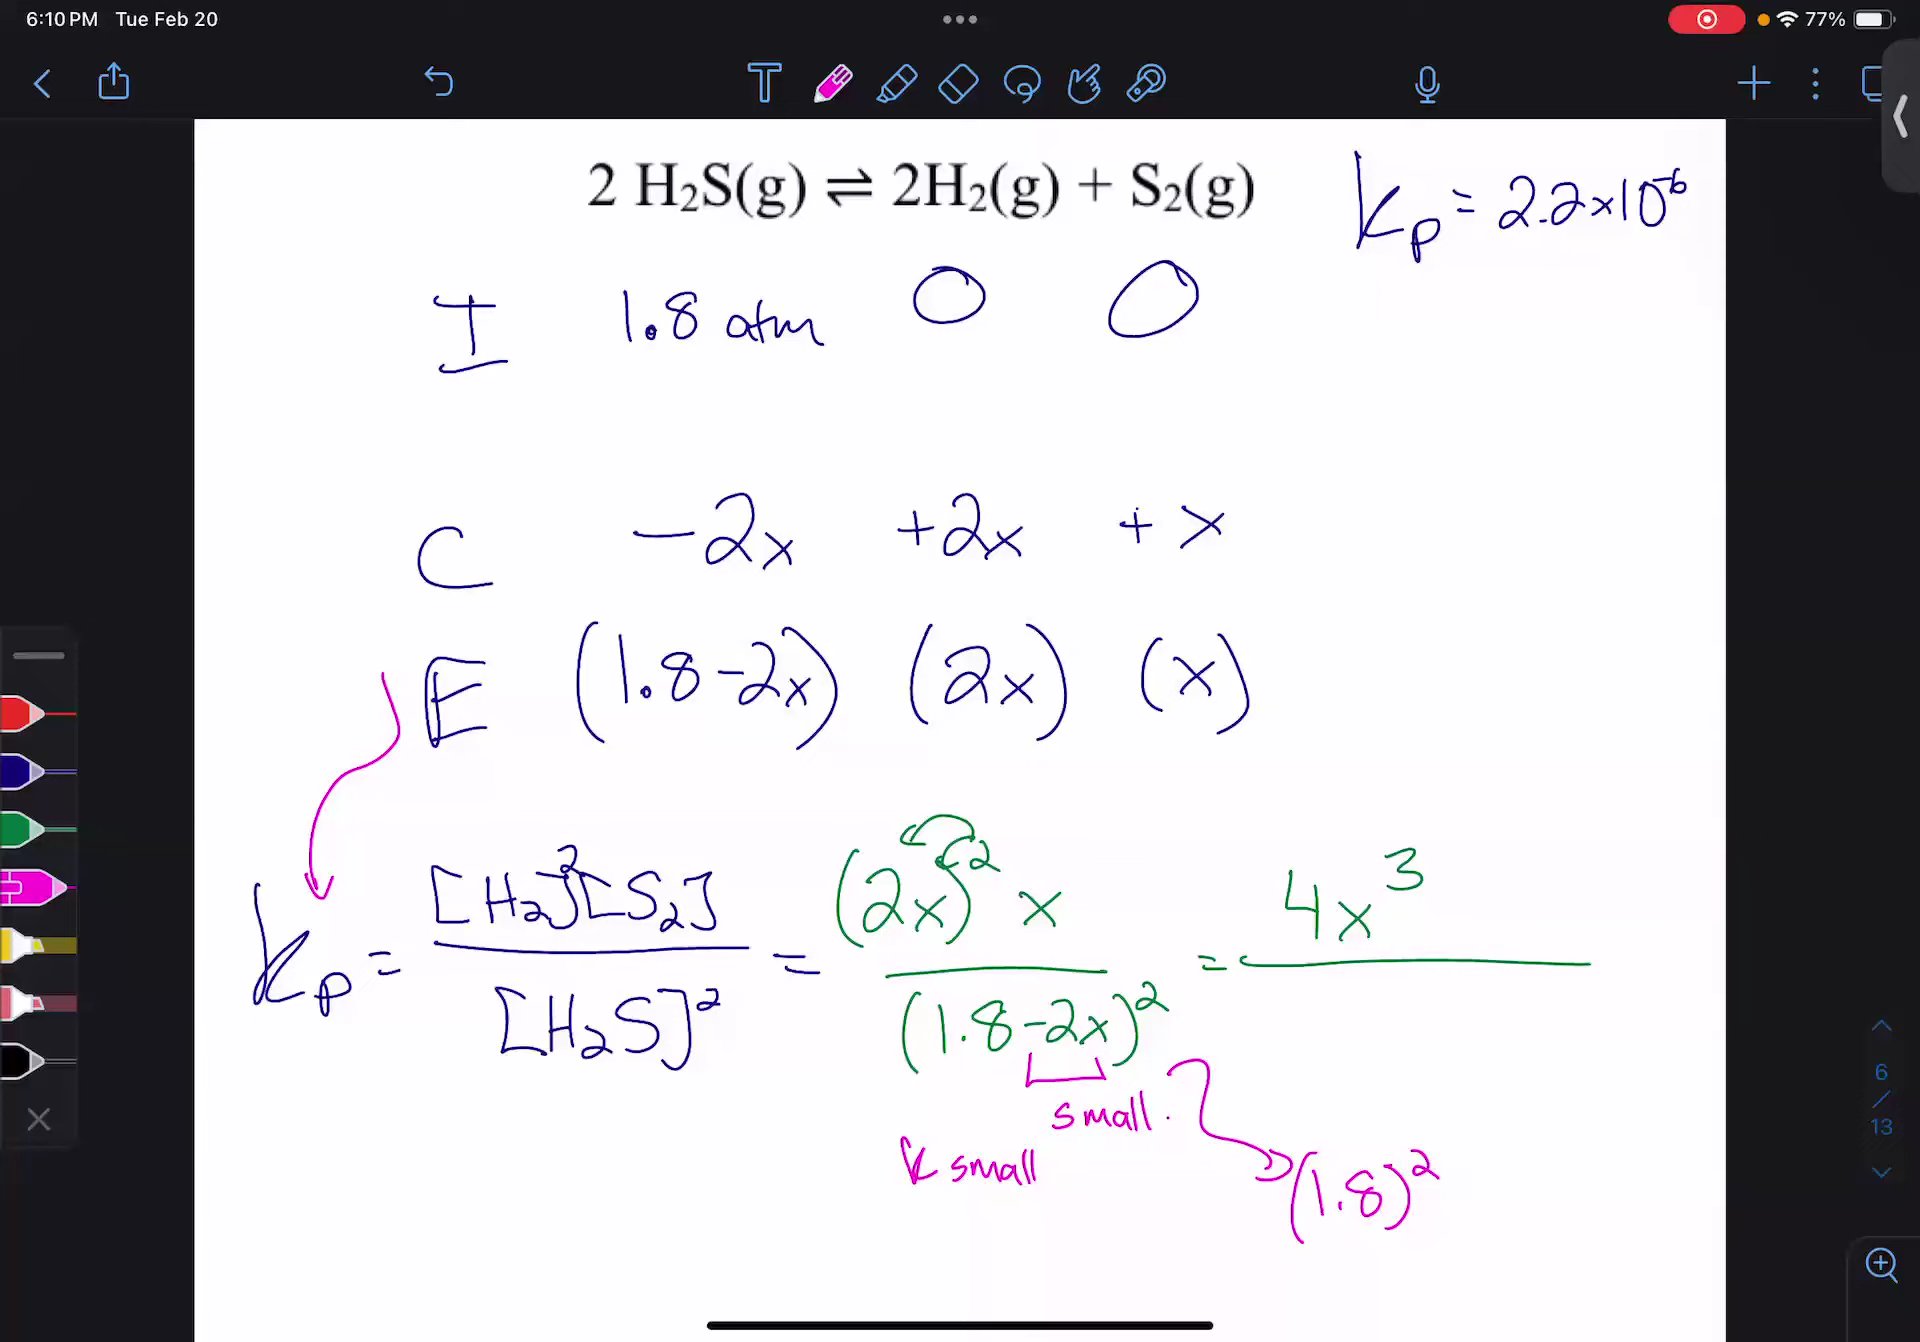 6:10 PM Tue Feb 20
77%
T
2 H₂S(g) ⇌ 2H₂(g) + S₂(g)
Kp = 2.2×10⁻⁶
I 1.8 atm 0 0
C −2x +2x + x
E (1.8−2x) (2x) (x)
Kp = [H₂]²[S₂] / [H₂S]² = (2x)² x / (1.8−2x)² = 4x³
small.
K small
(1.8)²
6
/
13